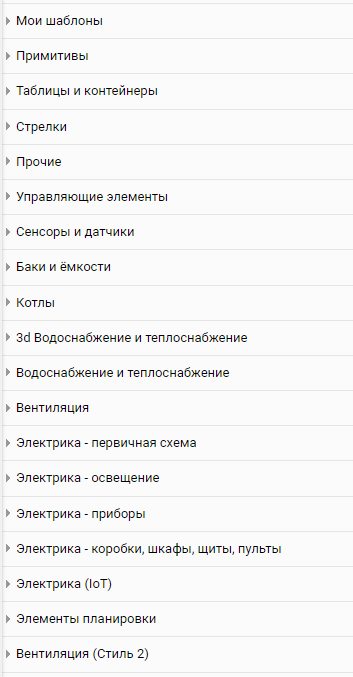 Мои шаблоны
Примитивы
Таблицы и контейнеры
Стрелки
Прочие
Управляющие элементы
Сенсоры и датчики
Баки и ёмкости
Котлы
3d Водоснабжение и теплоснабжение
Водоснабжение и теплоснабжение
Вентиляция
Электрика - первичная схема
Электрика - освещение
Электрика - приборы
Электрика - коробки, шкафы, щиты, пульты
Электрика (IoT)
Элементы планировки
Вентиляция (Стиль 2)